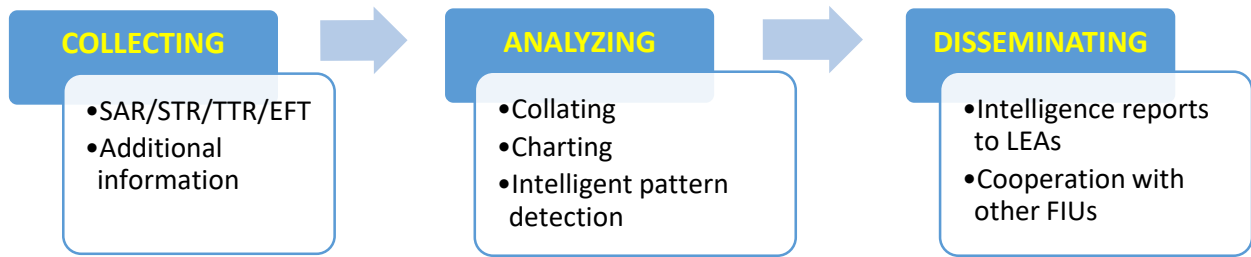 COLLECTING
•SAR/STR/TTR/EFT
•Additional
information
ANALYZING
•Collating
•Charting
•Intelligent pattern
detection
DISSEMINATING
•Intelligence reports
to LEAs
•Cooperation with
other FIUs